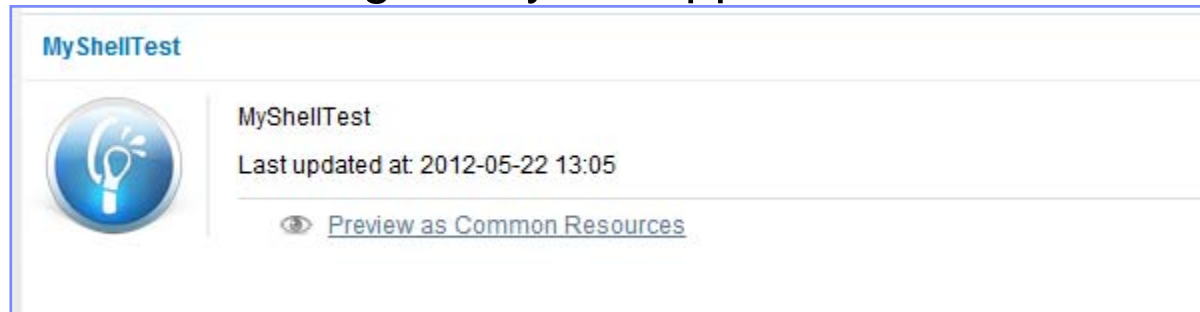 MyShellTest
MyShellTest
Last updated at: 2012-05-22 13:05
Preview as Common Resources